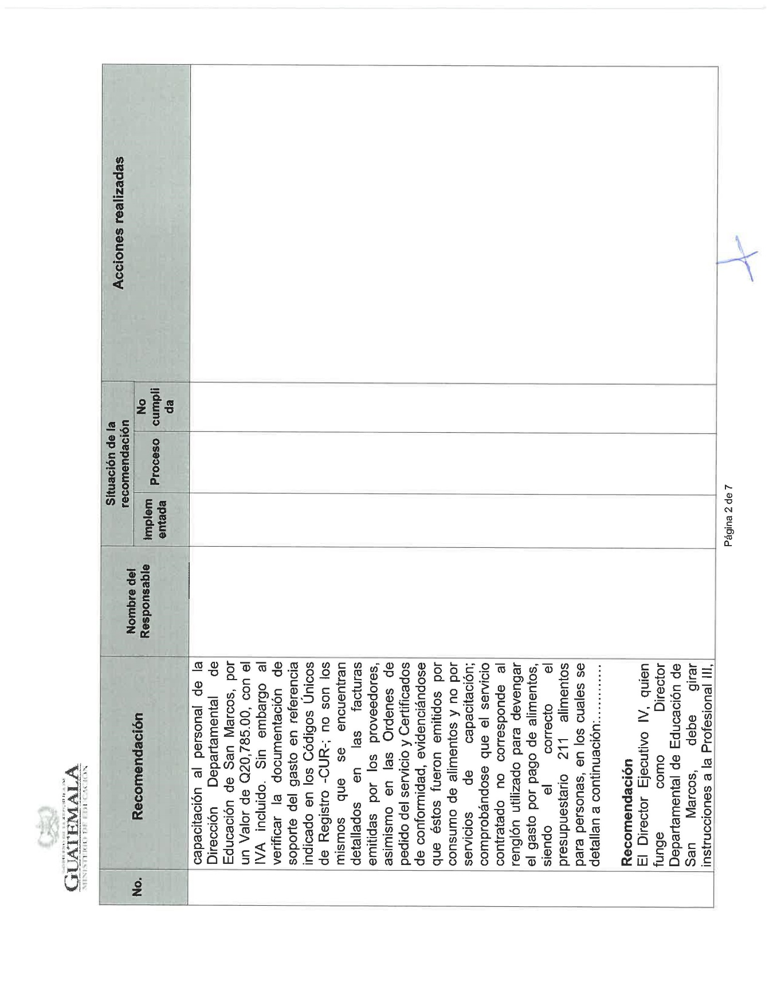 GUATEMALA
MINISTERIO DE EDUCACIÓN
No.
Recomendación
Nombre del
Responsable
Situación de la
recomendación
Implem
entada
Proceso
No
cumpli
da
Acciones realizadas
capacitación al personal de la
Dirección Departamental de
Educación de San Marcos, por
un Valor de Q20,785.00, con el
IVA incluido. Sin embargo al
verificar la documentación de
soporte del gasto en referencia
indicado en los Códigos Únicos
de Registro -CUR-; no son los
mismos que se encuentran
detallados en las facturas
emitidas por los proveedores,
asimismo en las Ordenes de
pedido del servicio y Certificados
de conformidad, evidenciándose
que éstos fueron emitidos por
consumo de alimentos y no por
servicios de capacitación;
comprobándose que el servicio
contratado no corresponde al
renglón utilizado para devengar
el gasto por pago de alimentos,
siendo el correcto el
presupuestario 211 alimentos
para personas, en los cuales se
detallan a continuación:...........
Recomendación
El Director Ejecutivo IV, quien
funge como Director
Departamental de Educación de
San Marcos, debe girar
instrucciones a la Profesional III,
Página 2 de 7